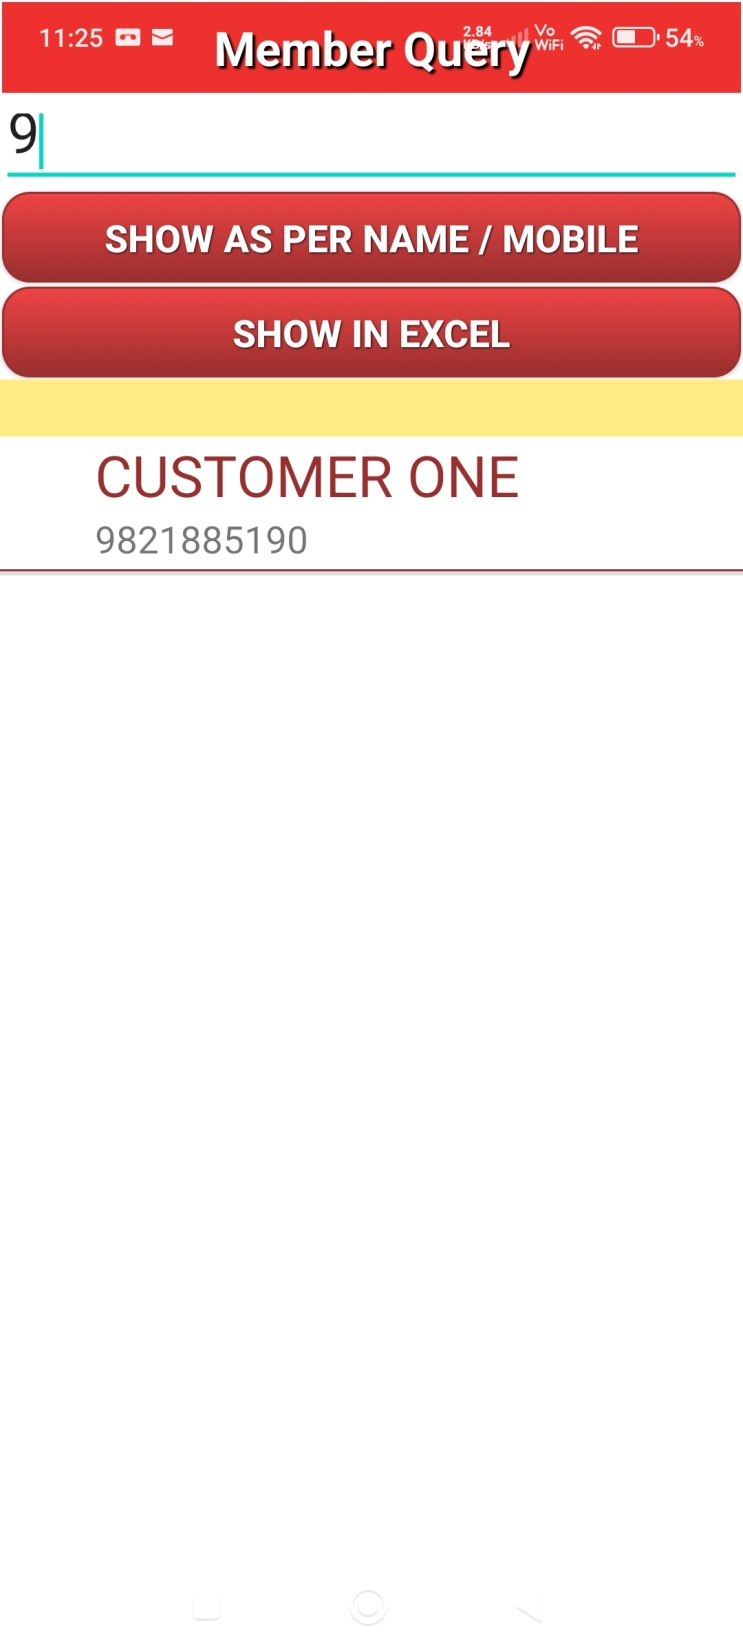 11:25 2.84 Vo WiFi 54%
Member Query
9
SHOW AS PER NAME / MOBILE
SHOW IN EXCEL
CUSTOMER ONE
9821885190